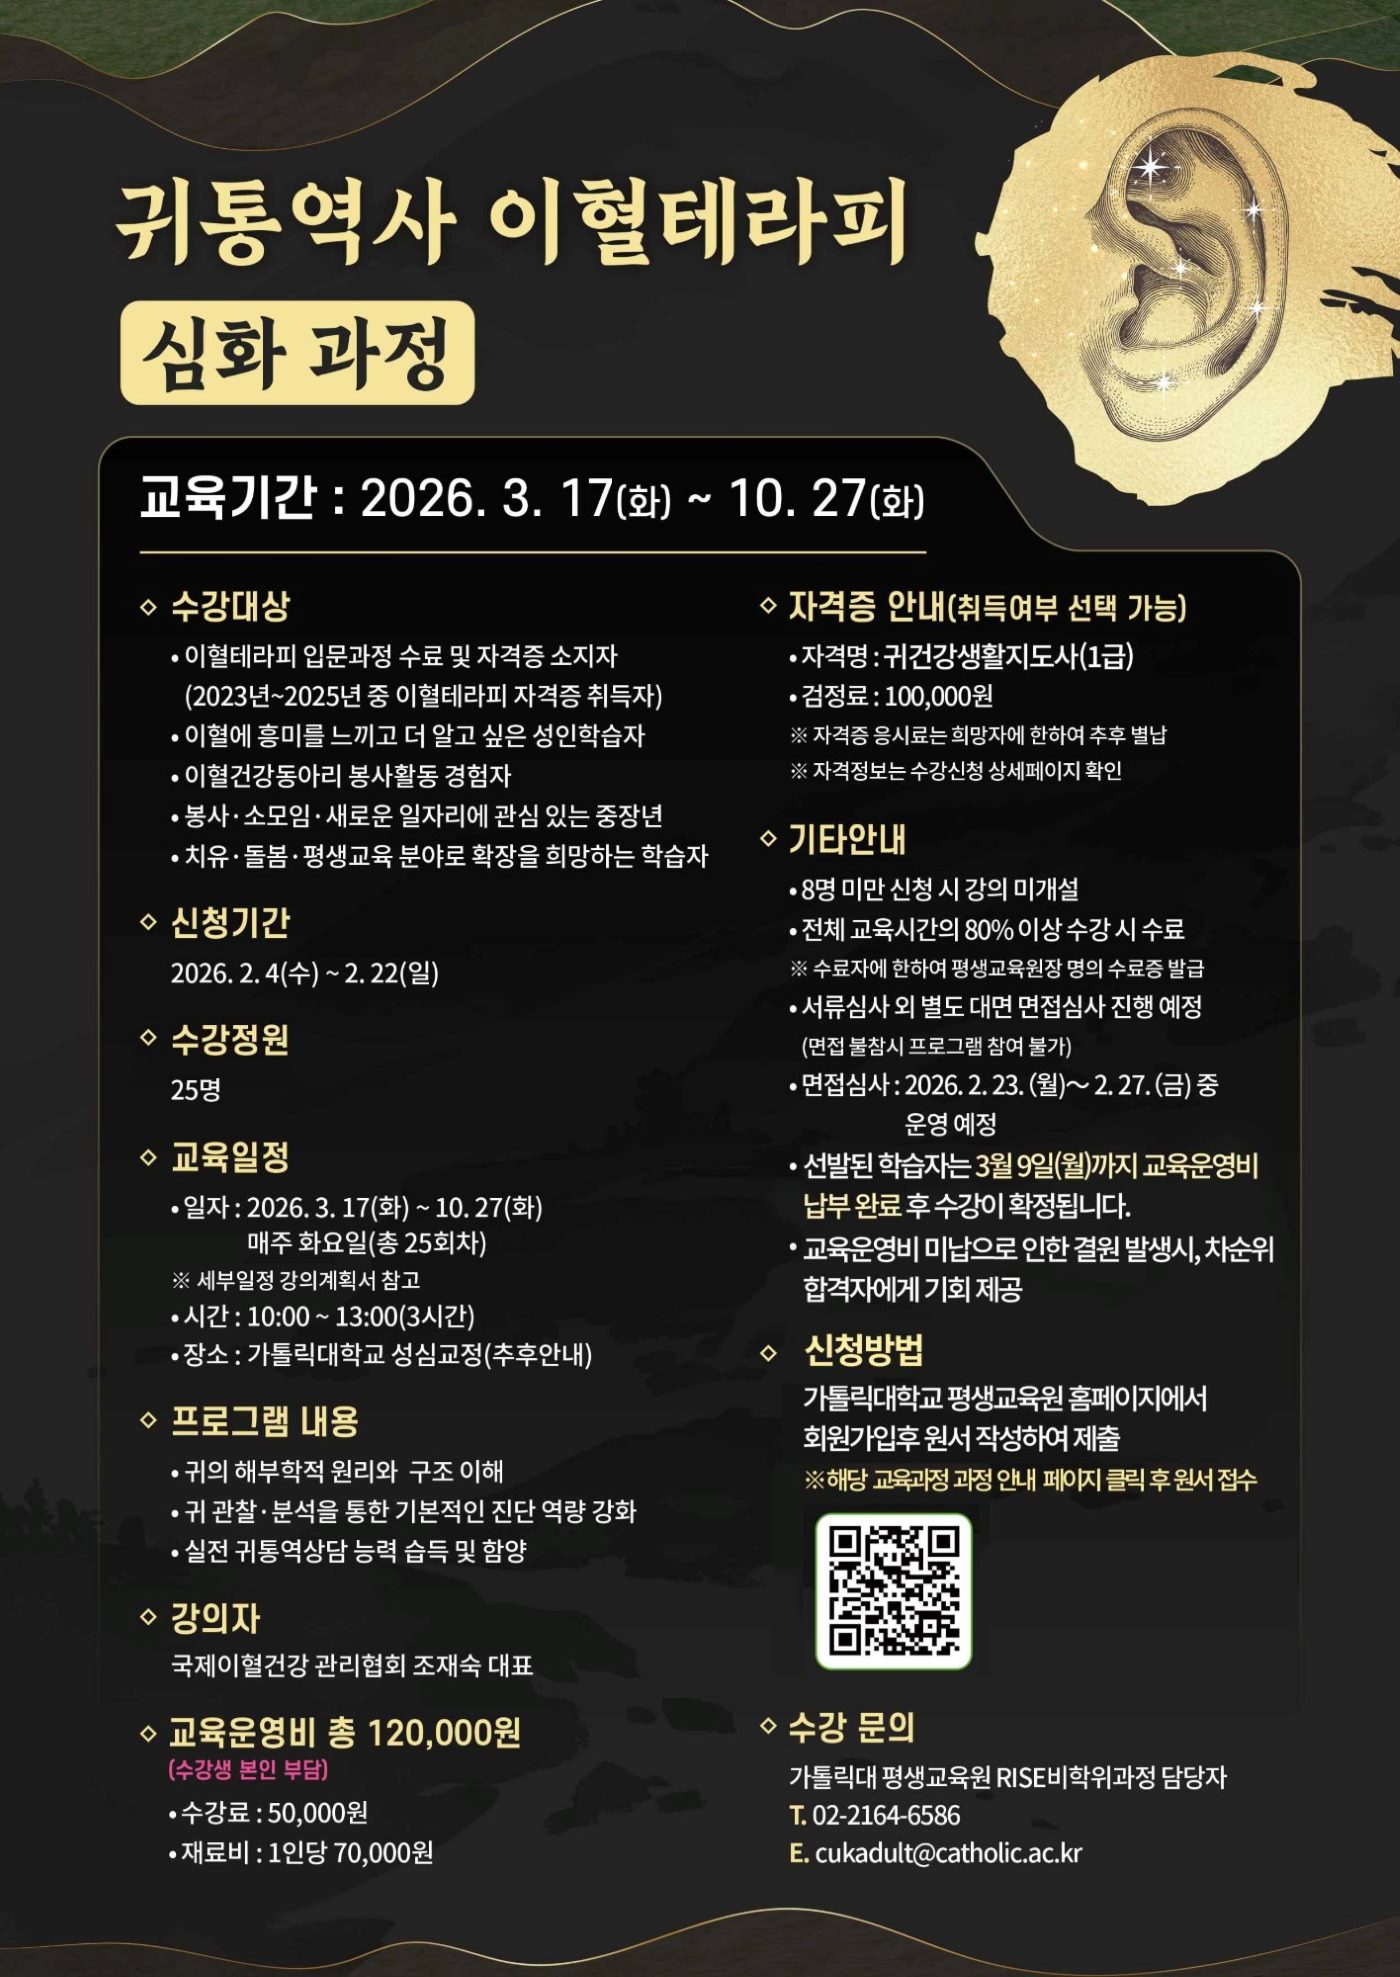 귀통역사 이혈테라피
심화 과정
교육기간 : 2026. 3. 17(화) ~ 10. 27(화)
◇ 수강대상
• 이혈테라피 입문과정 수료 및 자격증 소지자
(2023년~2025년 중 이혈테라피 자격증 취득자)
• 이혈에 흥미를 느끼고 더 알고 싶은 성인학습자
• 이혈건강동아리 봉사활동 경험자
• 봉사·소모임·새로운 일자리에 관심 있는 중장년
• 치유·돌봄·평생교육 분야로 확장을 희망하는 학습자
◇ 신청기간
2026. 2. 4(수) ~ 2. 22(일)
◇ 수강정원
25명
◇ 교육일정
• 일자 : 2026. 3. 17(화) ~ 10. 27(화)
매주 화요일(총 25회차)
※ 세부일정 강의계획서 참고
• 시간 : 10:00 ~ 13:00(3시간)
• 장소 : 가톨릭대학교 성심교정(추후안내)
◇ 프로그램 내용
• 귀의 해부학적 원리와 구조 이해
• 귀 관찰·분석을 통한 기본적인 진단 역량 강화
• 실전 귀통역상담 능력 습득 및 함양
◇ 강의자
국제이혈건강 관리협회 조재숙 대표
◇ 교육운영비 총 120,000원
(수강생 본인 부담)
• 수강료 : 50,000원
• 재료비 : 1인당 70,000원
◇ 자격증 안내(취득여부 선택 가능)
• 자격명 : 귀건강생활지도사(1급)
• 검정료 : 100,000원
※ 자격증 응시료는 희망자에 한하여 추후 별납
※ 자격정보는 수강신청 상세페이지 확인
◇ 기타안내
• 8명 미만 신청 시 강의 미개설
• 전체 교육시간의 80% 이상 수강 시 수료
※ 수료자에 한하여 평생교육원장 명의 수료증 발급
• 서류심사 외 별도 대면 면접심사 진행 예정
(면접 불참시 프로그램 참여 불가)
• 면접심사 : 2026. 2. 23. (월)～ 2. 27. (금) 중
운영 예정
• 선발된 학습자는 3월 9일(월)까지 교육운영비
납부 완료 후 수강이 확정됩니다.
• 교육운영비 미납으로 인한 결원 발생시, 차순위
합격자에게 기회 제공
◇ 신청방법
가톨릭대학교 평생교육원 홈페이지에서
회원가입후 원서 작성하여 제출
※해당 교육과정 과정 안내 페이지 클릭 후 원서 접수
◇ 수강 문의
가톨릭대 평생교육원 RISE비학위과정 담당자
T. 02-2164-6586
E. cukadult@catholic.ac.kr